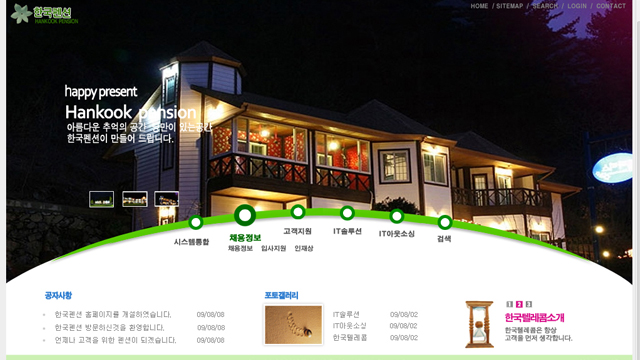 한국펜션
HANKOOK PENSION
HOME / SITEMAP / SEARCH / LOGIN / CONTACT
happy present
Hankook pension
아름다운 추억의 공간 낭만이 있는공간
한국펜션이 만들어 드립니다.
시스템통합
채용정보
고객지원
IT솔루션
IT아웃소싱
검색
채용정보 입사지원 인재상
공지사항
한국펜션 홈페이지를 개설하였습니다. 09/08/08
한국펜션 방문하신것을 환영합니다. 09/08/08
언제나 고객을 위한 펜션이 되겠습니다. 09/08/08
포토갤러리
IT솔루션 09/08/02
IT아웃소싱 09/08/02
한국텔레콤 09/08/02
1 2 3
한국텔레콤소개
한국텔레콤은 항상
고객을 먼저 생각합니다.